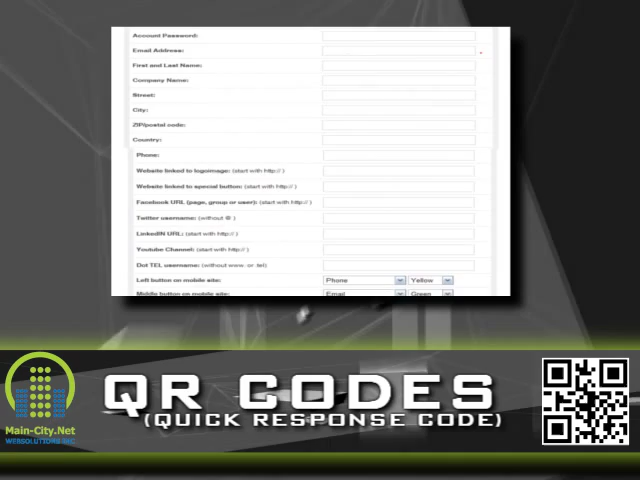 Account Password:
Email Address:
First and Last Name:
Company Name:
Street:
City:
ZIP/postal code:
Country:
Phone:
Website linked to logoimage: (start with http:// )
Website linked to special button: (start with http:// )
Facebook URL (page, group or user): (start with http:// )
Twitter username: (without @ )
LinkedIN URL: (start with http:// )
Youtube Channel: (start with http:// )
Dot TEL username: (without www. or .tel)
Left button on mobile site: Phone Yellow
Middle button on mobile site: Email Green
QR CODES
(QUICK RESPONSE CODE)
Main-City.Net
WEBSOLUTIONS INC